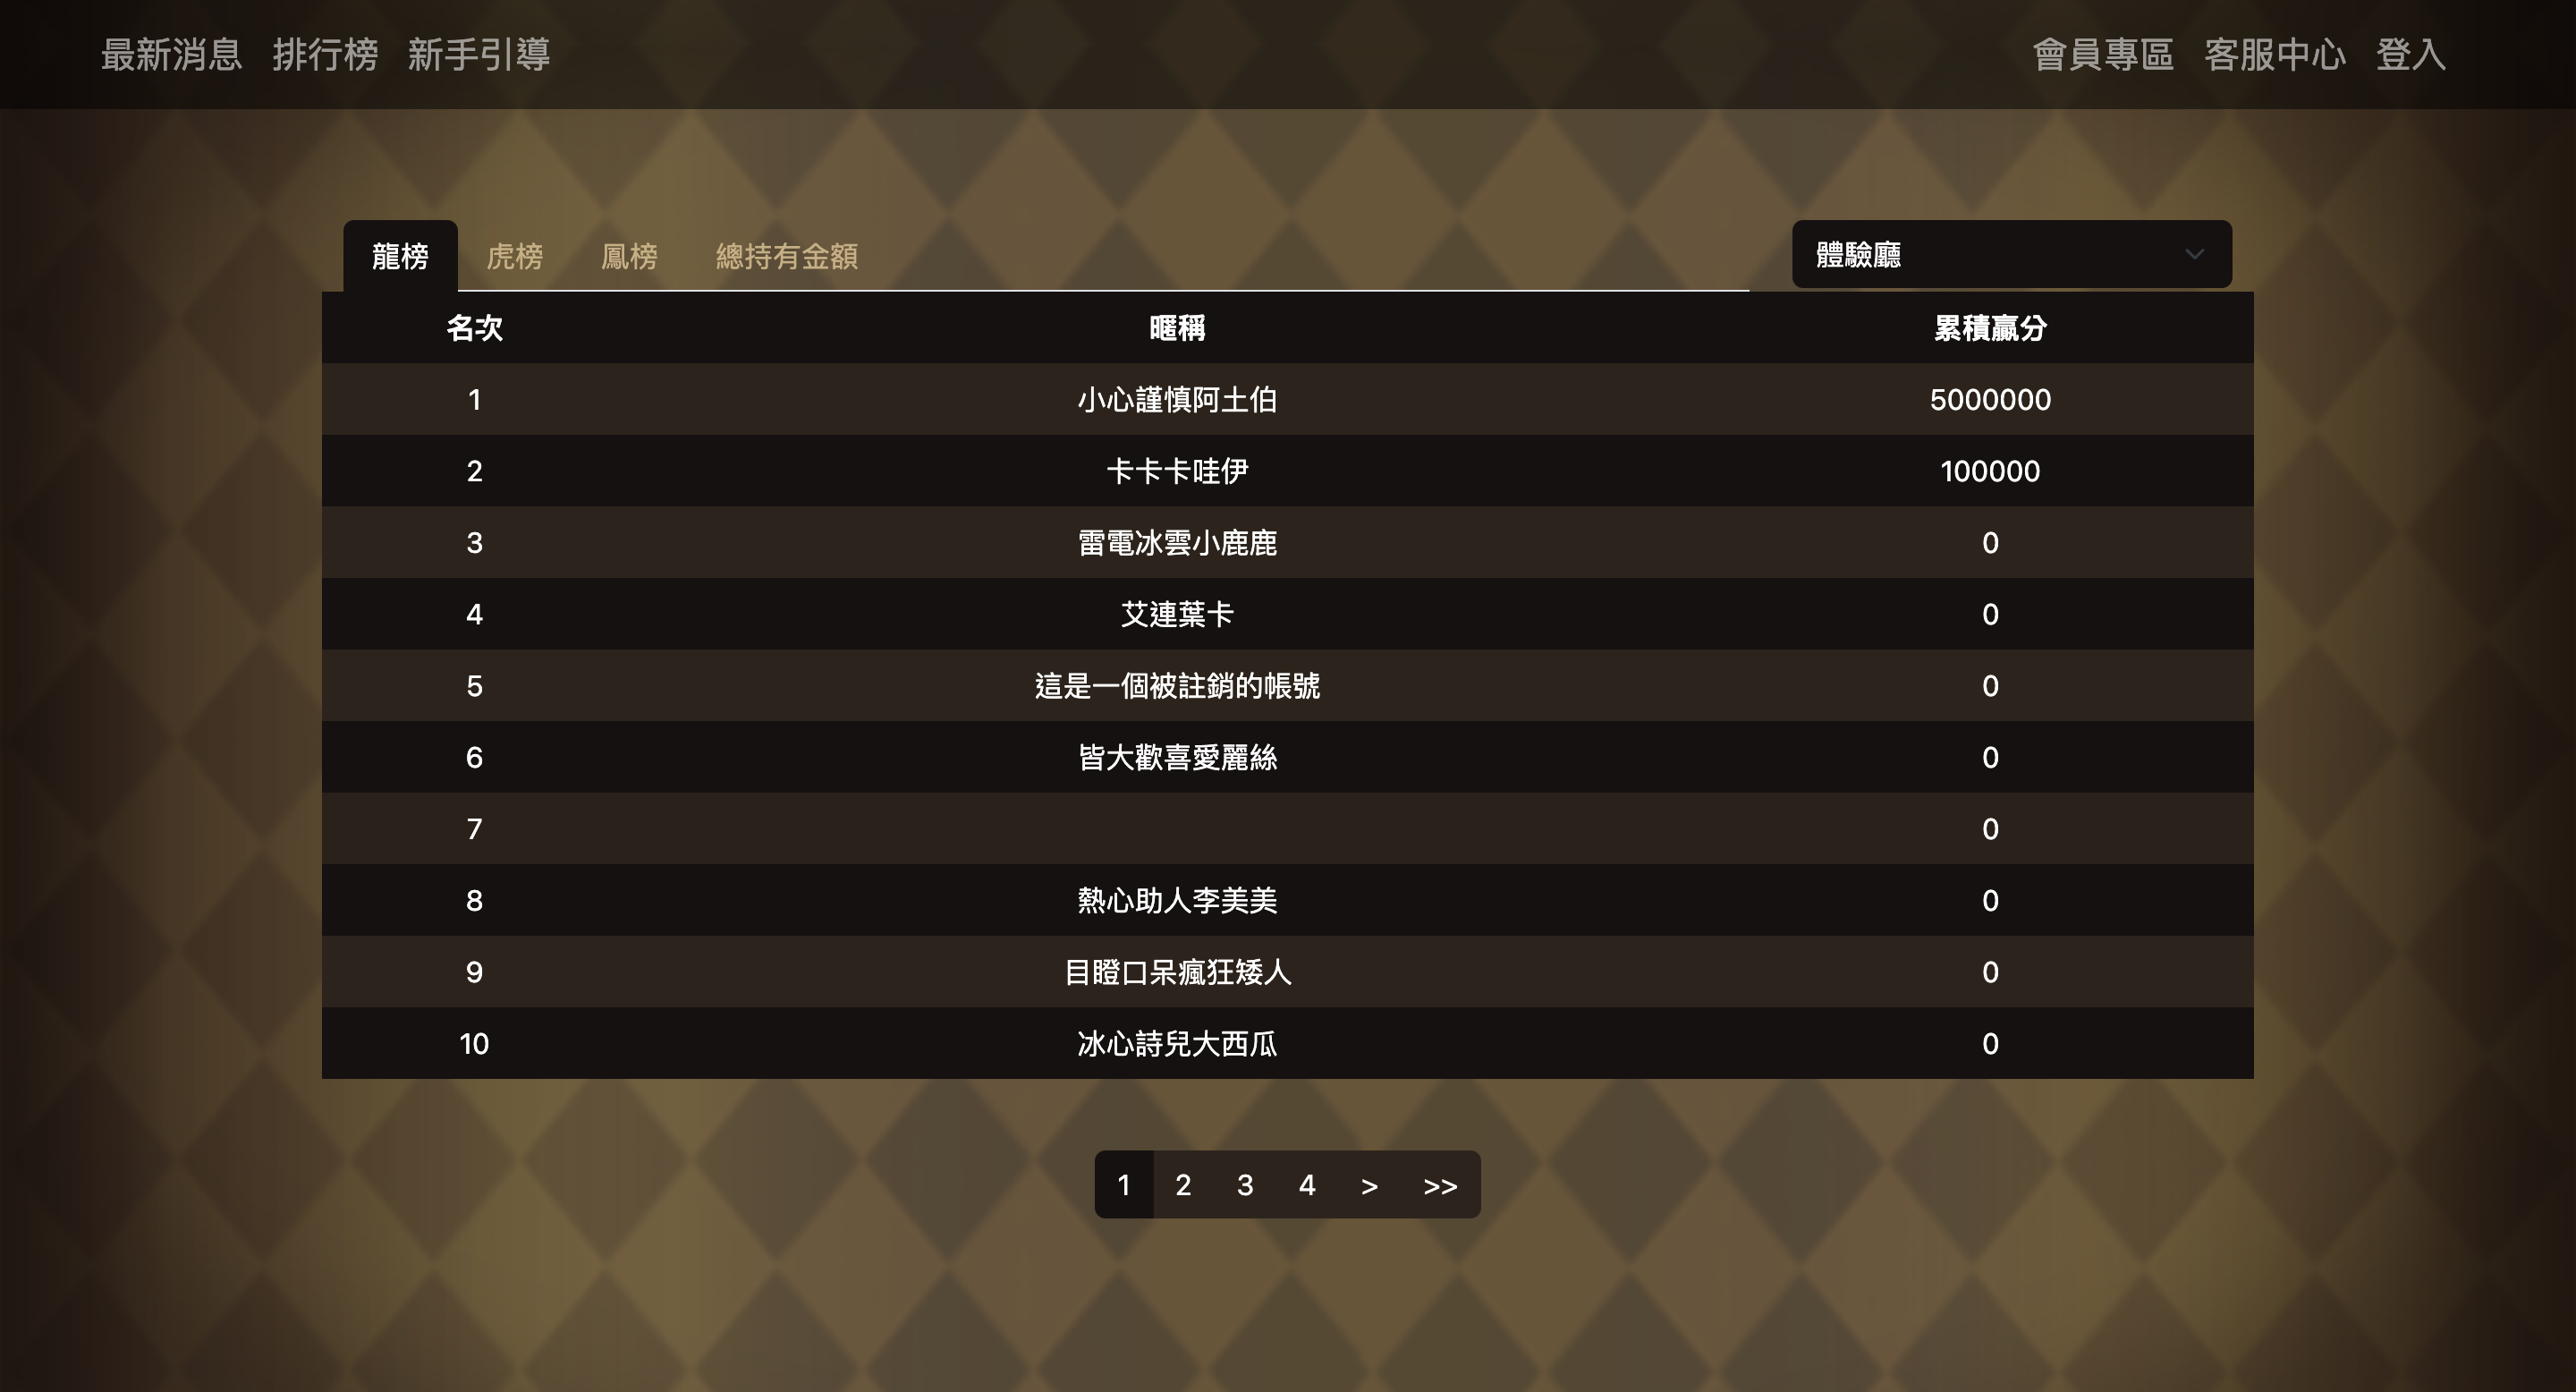 最新消息 排行榜 新手引導 會員專區 客服中心 登入
龍榜 虎榜 鳳榜 總持有金額 體驗廳
名次 暱稱 累積贏分
1 小心謹慎阿土伯 5000000
2 卡卡卡哇伊 100000
3 雷電冰雲小鹿鹿 0
4 艾連葉卡 0
5 這是一個被註銷的帳號 0
6 皆大歡喜愛麗絲 0
7 0
8 熱心助人李美美 0
9 目瞪口呆瘋狂矮人 0
10 冰心詩兒大西瓜 0
1 2 3 4 > >>